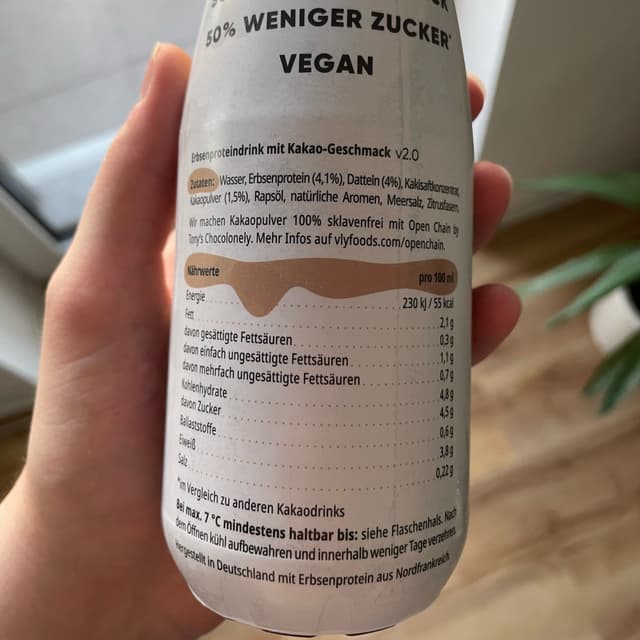 50% WENIGER ZUCKER*
VEGAN
Erbsenproteindrink mit Kakao-Geschmack v2.0
Zutaten: Wasser, Erbsenprotein (4,1%), Datteln (4%), Kakisaftkonzentrat,
Kakaopulver (1,5%), Rapsöl, natürliche Aromen, Meersalz, Zitrusfasern.
Wir machen Kakaopulver 100% sklavenfrei mit Open Chain by
Tony's Chocolonely. Mehr Infos auf vlyfoods.com/openchain.
Nährwerte pro 100 ml
Energie 230 kJ / 55 kcal
Fett 2,1 g
davon gesättigte Fettsäuren 0,3 g
davon einfach ungesättigte Fettsäuren 1,1 g
davon mehrfach ungesättigte Fettsäuren 0,7 g
Kohlenhydrate 4,8 g
davon Zucker 4,5 g
Ballaststoffe 0,6 g
Eiweiß 3,8 g
Salz 0,22 g
*im Vergleich zu anderen Kakaodrinks
Bei max. 7 °C mindestens haltbar bis: siehe Flaschenhals. Nach
dem Öffnen kühl aufbewahren und innerhalb weniger Tage verzehren.
Hergestellt in Deutschland mit Erbsenprotein aus Nordfrankreich